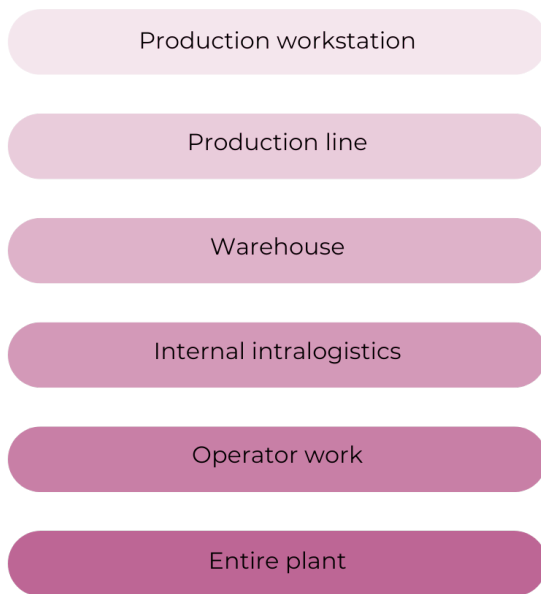 Production workstation
Production line
Warehouse
Internal intralogistics
Operator work
Entire plant